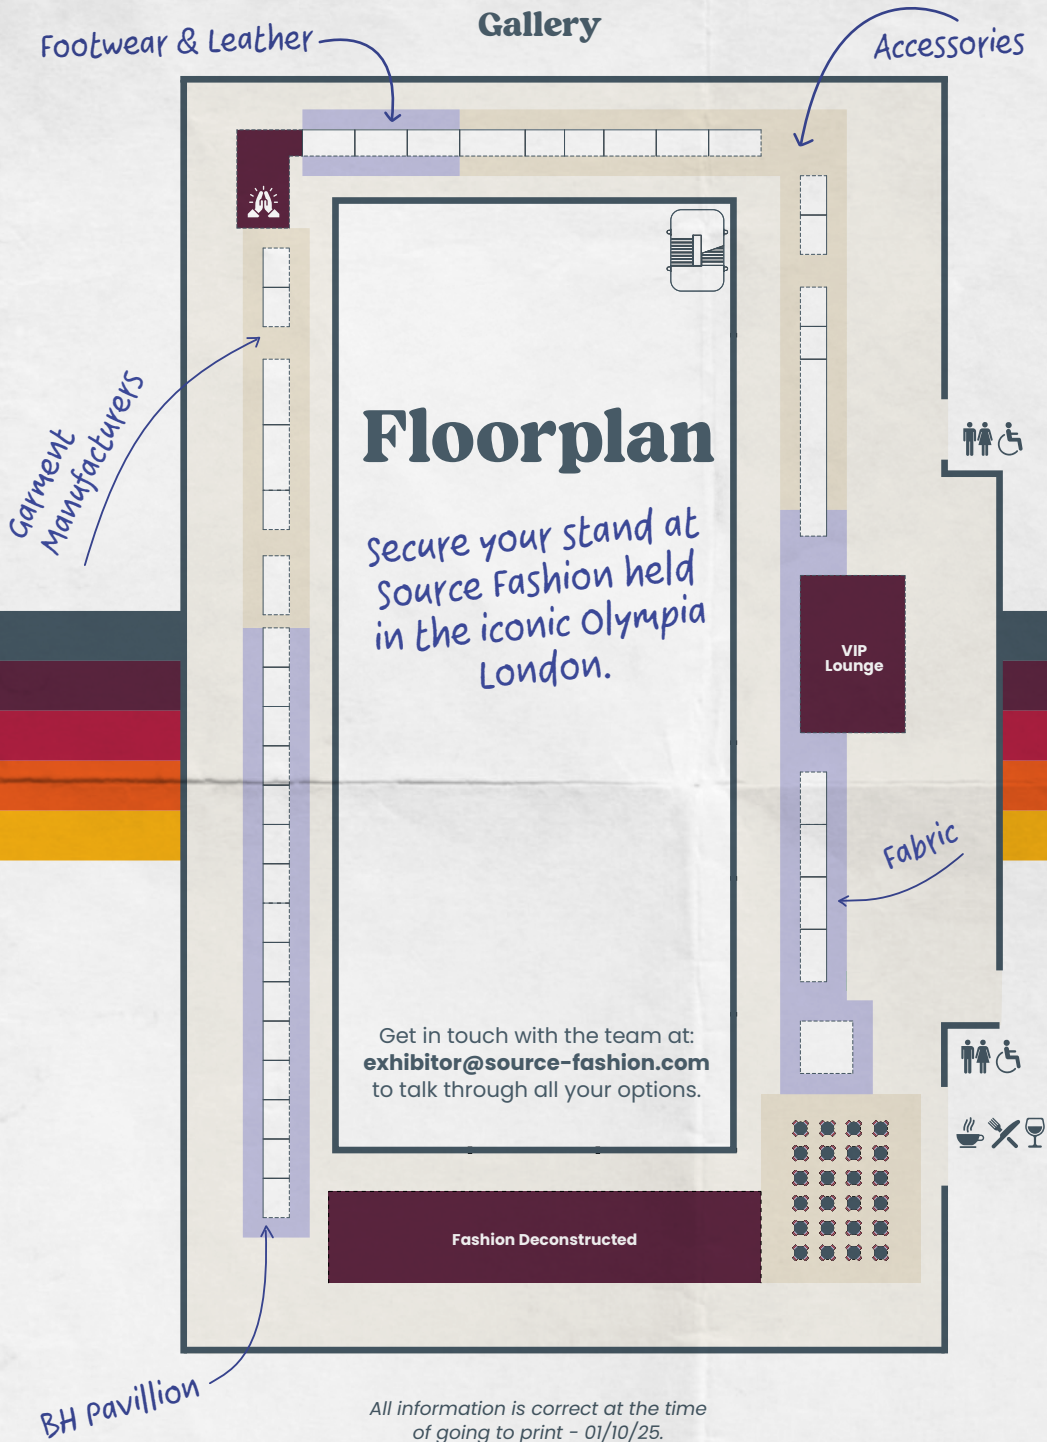 Gallery
Footwear & Leather
Accessories
Garment
Manufacturers
Floorplan
Secure your stand at
Source Fashion held
in the iconic Olympia
London.
VIP
Lounge
Fabric
Get in touch with the team at:
exhibitor@source-fashion.com
to talk through all your options.
Fashion Deconstructed
BH Pavillion
All information is correct at the time
of going to print - 01/10/25.